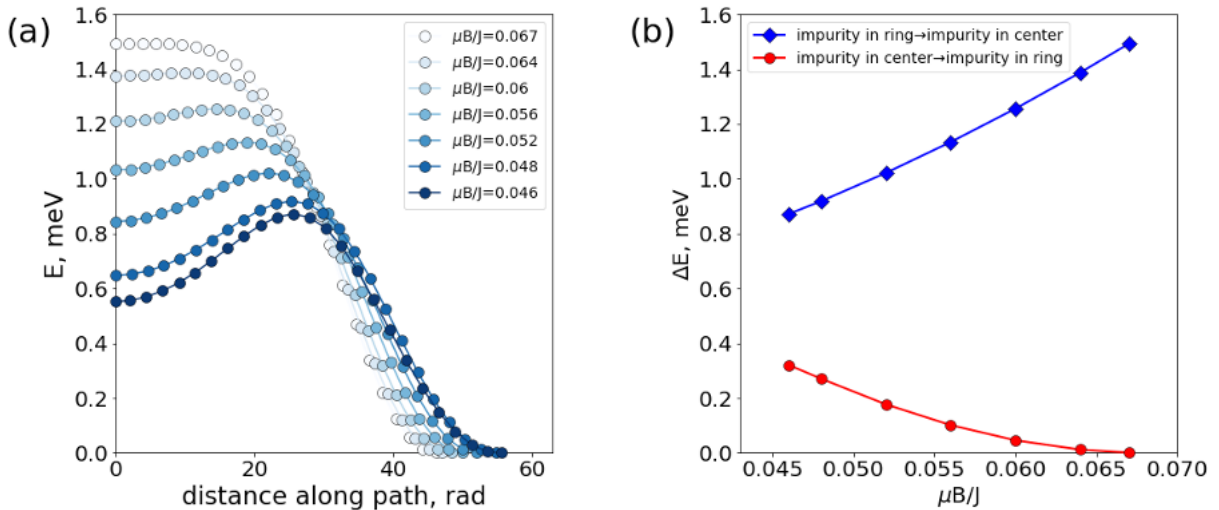 (a)
E, meV
1.6
1.4
1.2
1.0
0.8
0.6
0.4
0.2
0.0
0
20
40
60
distance along path, rad
μB/J=0.067
μB/J=0.064
μB/J=0.06
μB/J=0.056
μB/J=0.052
μB/J=0.048
μB/J=0.046
(b)
ΔE, meV
1.6
1.4
1.2
1.0
0.8
0.6
0.4
0.2
0.0
0.045
0.050
0.055
0.060
0.065
0.070
μB/J
impurity in ring→impurity in center
impurity in center→impurity in ring